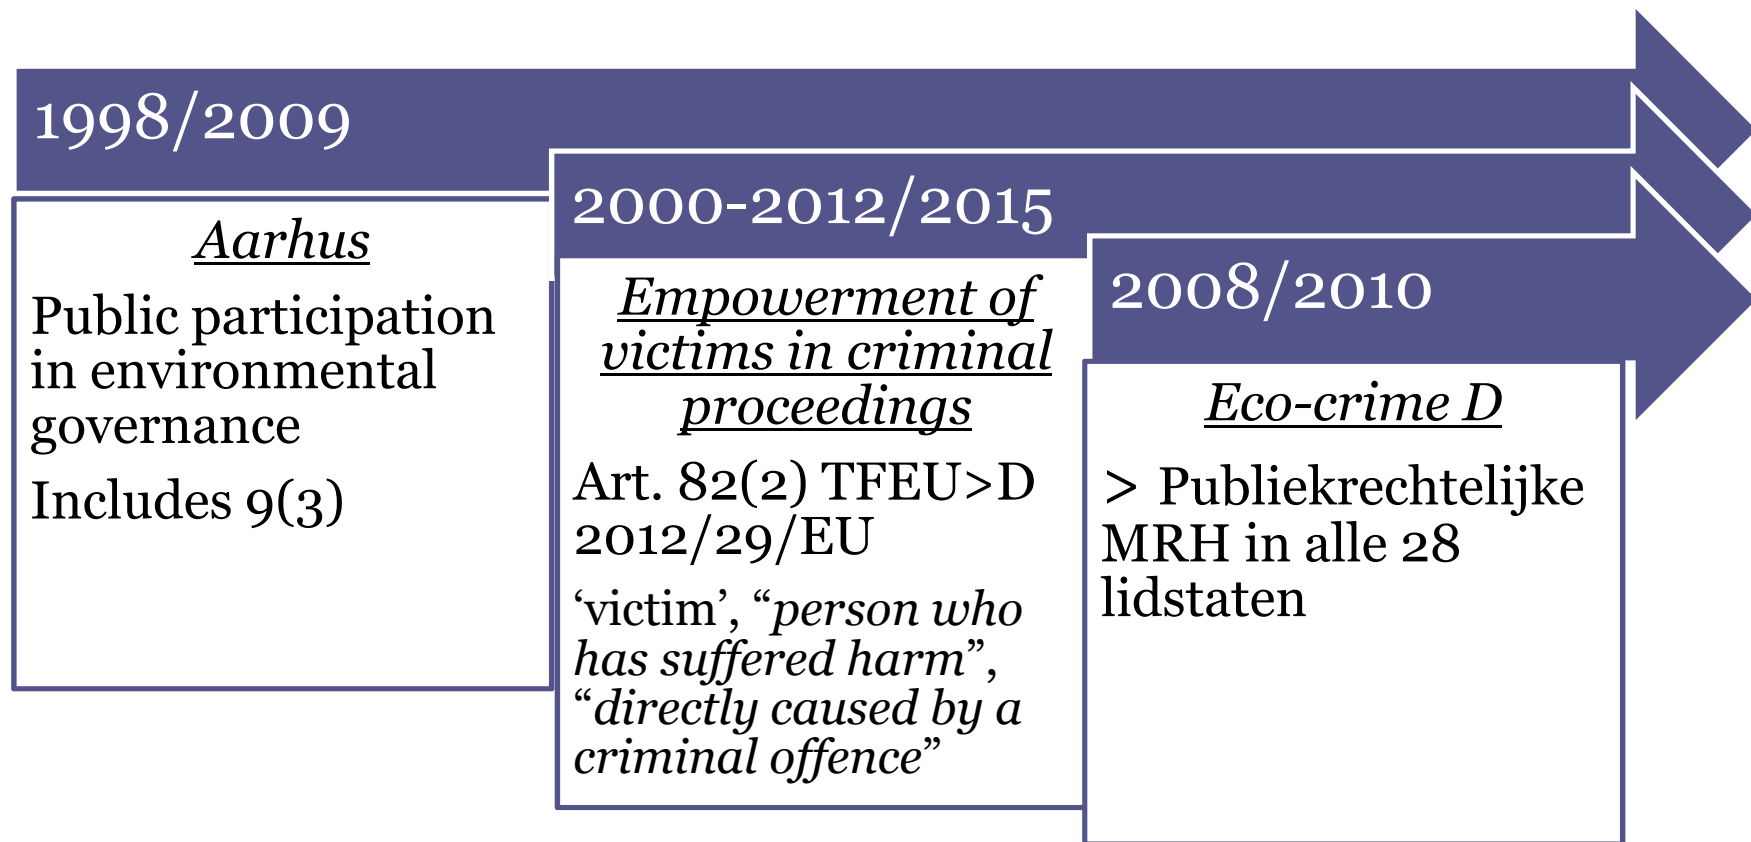 1998/2009
Aarhus
Public participation
in environmental
governance
Includes 9(3)
2000-2012/2015
Empowerment of
victims in criminal
proceedings
Art. 82(2) TFEU>D
2012/29/EU
‘victim’, “person who
has suffered harm”,
“directly caused by a
criminal offence”
2008/2010
Eco-crime D
> Publiekrechtelijke
MRH in alle 28
lidstaten